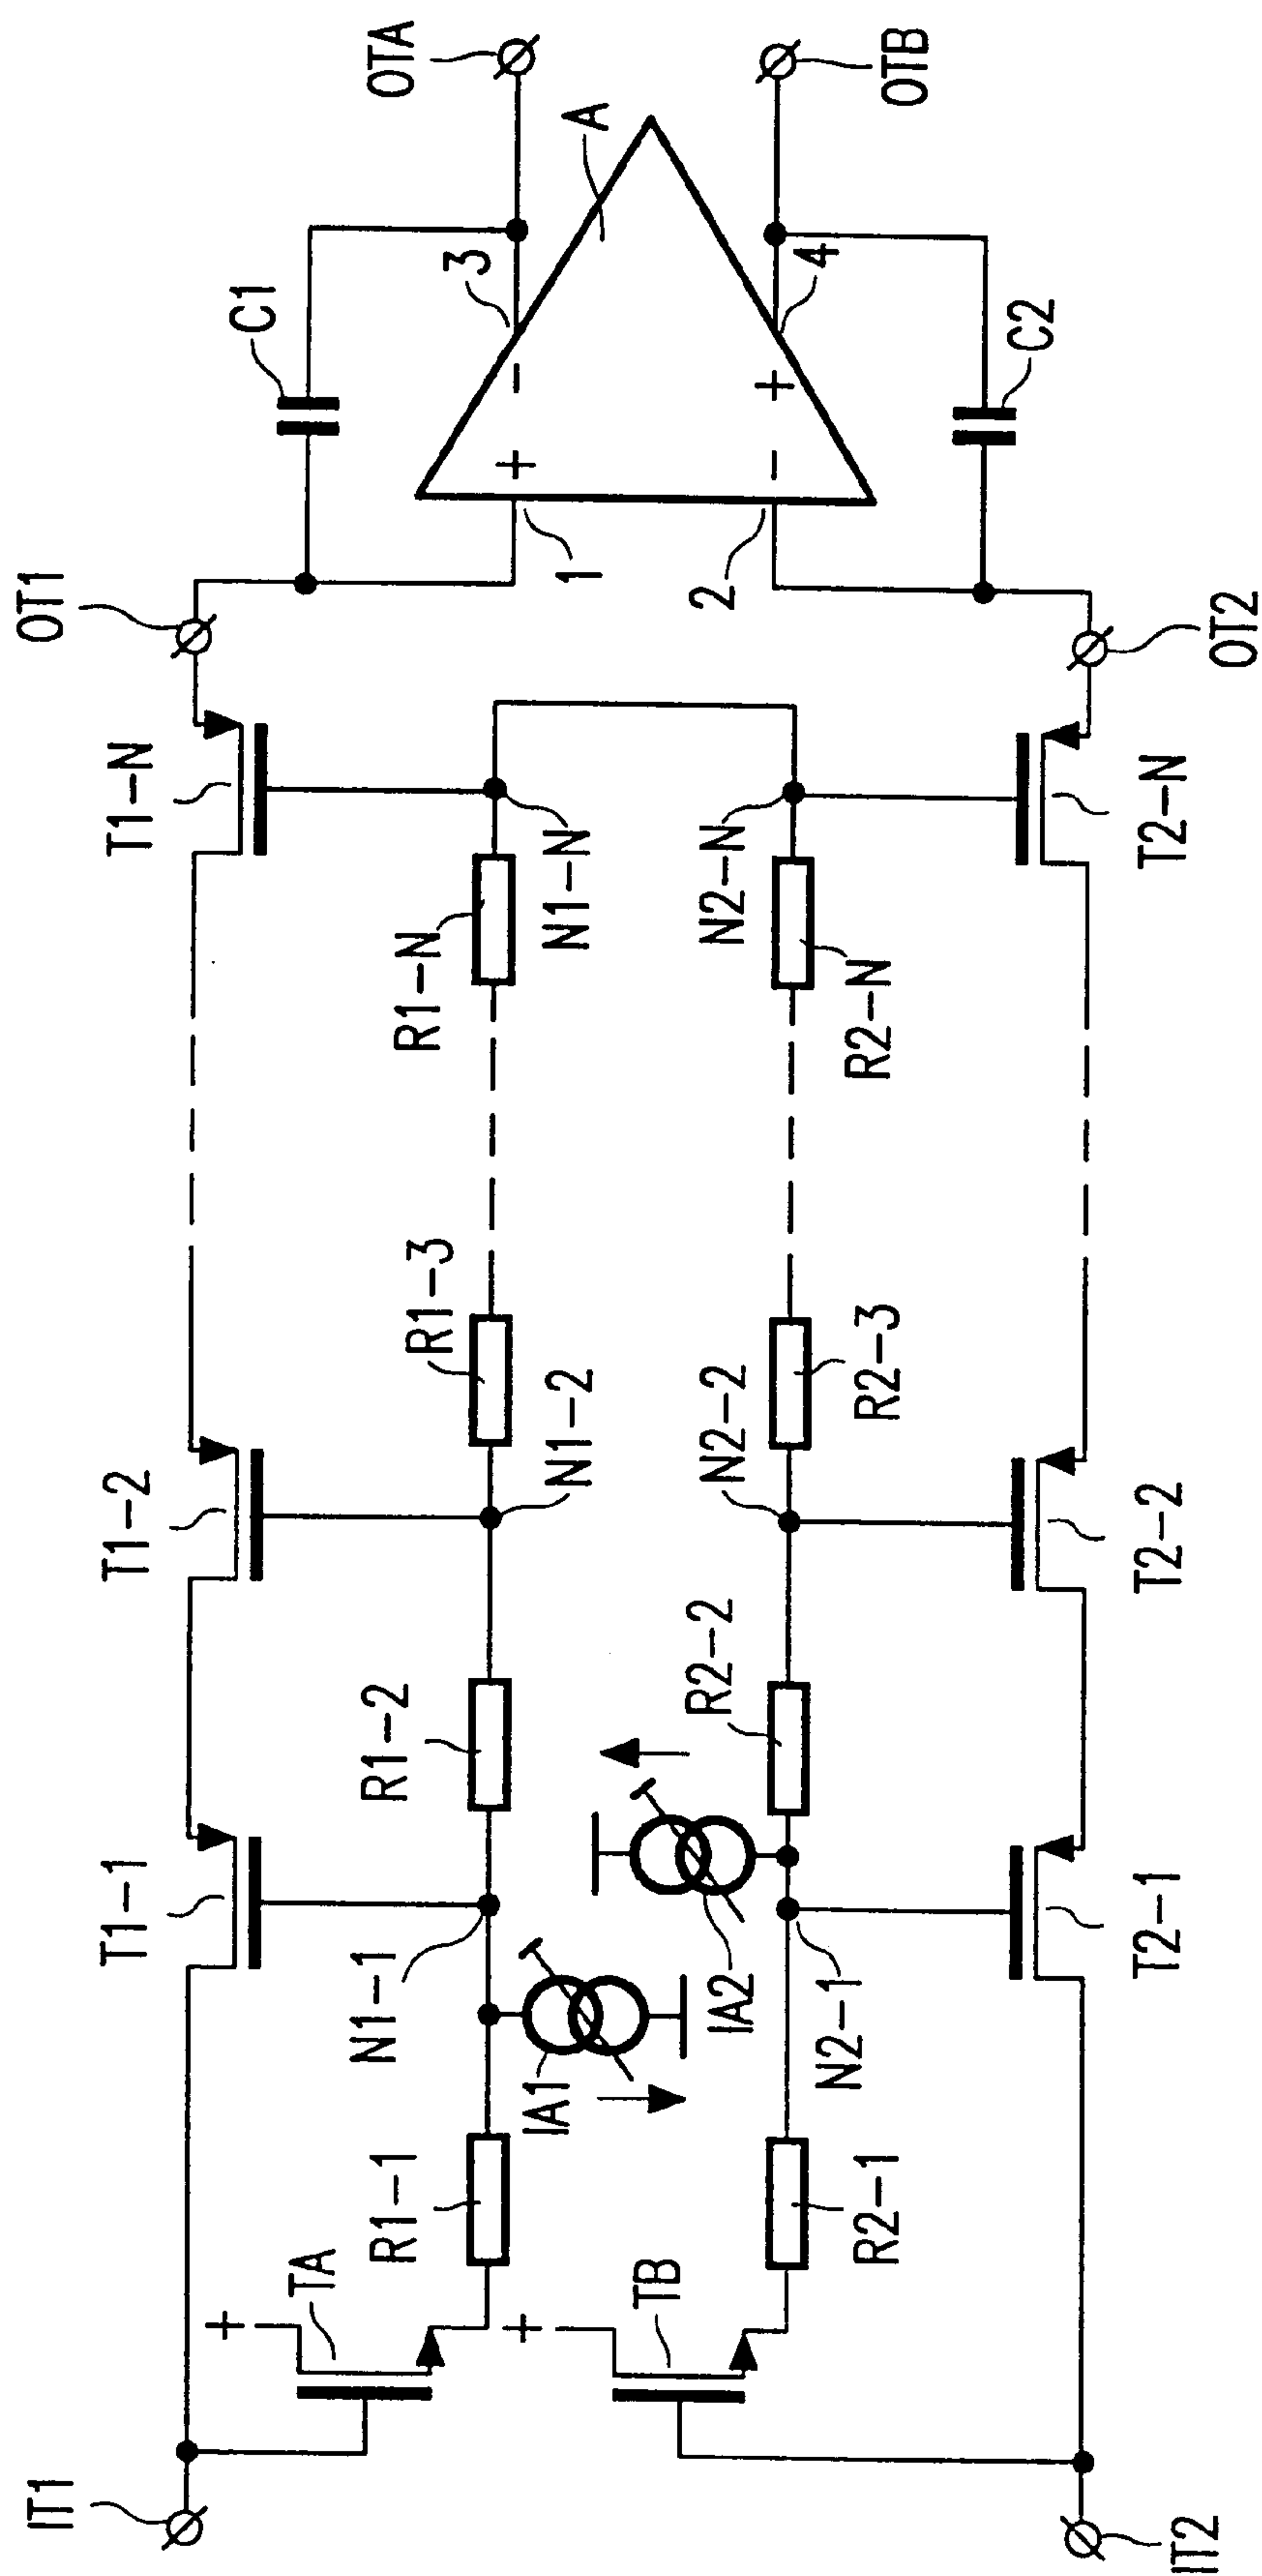 OTA
OTB
A
3
4
C1
C2
-
+
+
-
1
2
OT1
OT2
T1-N
N1-N
N2-N
T2-N
R1-N
R2-N
R1-3
R2-3
N1-2
N2-2
T1-2
T2-2
R1-2
R2-2
T1-1
N1-1
IA1
IA2
N2-1
T2-1
R1-1
R2-1
TA
TB
+
+
IT1
IT2